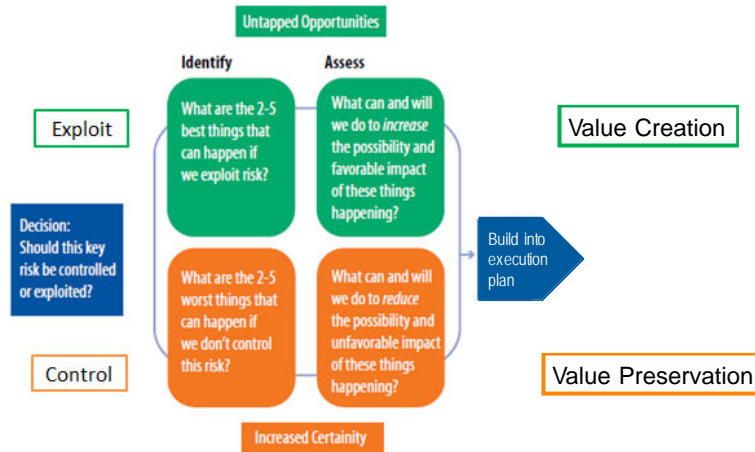 Untapped Opportunities
Identify
Assess
Exploit
What are the 2-5
best things that
can happen if
we exploit risk?
What can and will
we do to increase
the possibility and
favorable impact
of these things
happening?
Value Creation
Decision:
Should this key
risk be controlled
or exploited?
Build into
execution
plan
What are the 2-5
worst things that
can happen if
we don't control
this risk?
What can and will
we do to reduce
the possibility and
unfavorable impact
of these things
happening?
Control
Value Preservation
Increased Certainity